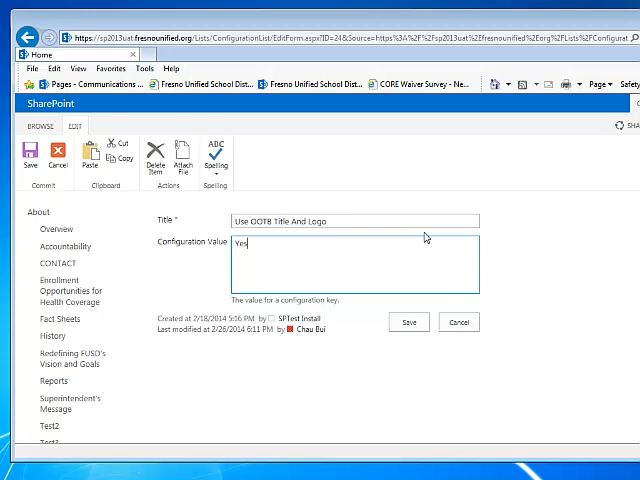 https://sp2013uat.fresnounified.org/Lists/ConfigurationList/EditForm.aspx?ID=24&Source=https%3A%2F%2Fsp2013uat%2Efresnounified%2Eorg%2FLists%2FConfigurat
Home
File Edit View Favorites Tools Help
Pages - Communications ... Fresno Unified School Dist... Fresno Unified School Dist... CORE Waiver Survey - Ne... Page Safety
SharePoint
BROWSE EDIT SHA
Save Cancel Paste Cut Copy Delete Item Attach File ABC Spelling
Commit Clipboard Actions Spelling
About
Overview
Accountability
CONTACT
Enrollment
Opportunities for
Health Coverage
Fact Sheets
History
Redefining FUSD's
Vision and Goals
Reports
Superintendent's
Message
Test2
Test3
Title * Use OOTB Title And Logo
Configuration Value Yes
The value for a configuration key.
Created at 2/18/2014 5:16 PM by SPTest Install
Last modified at 2/26/2014 6:11 PM by Chau Bui
Save Cancel